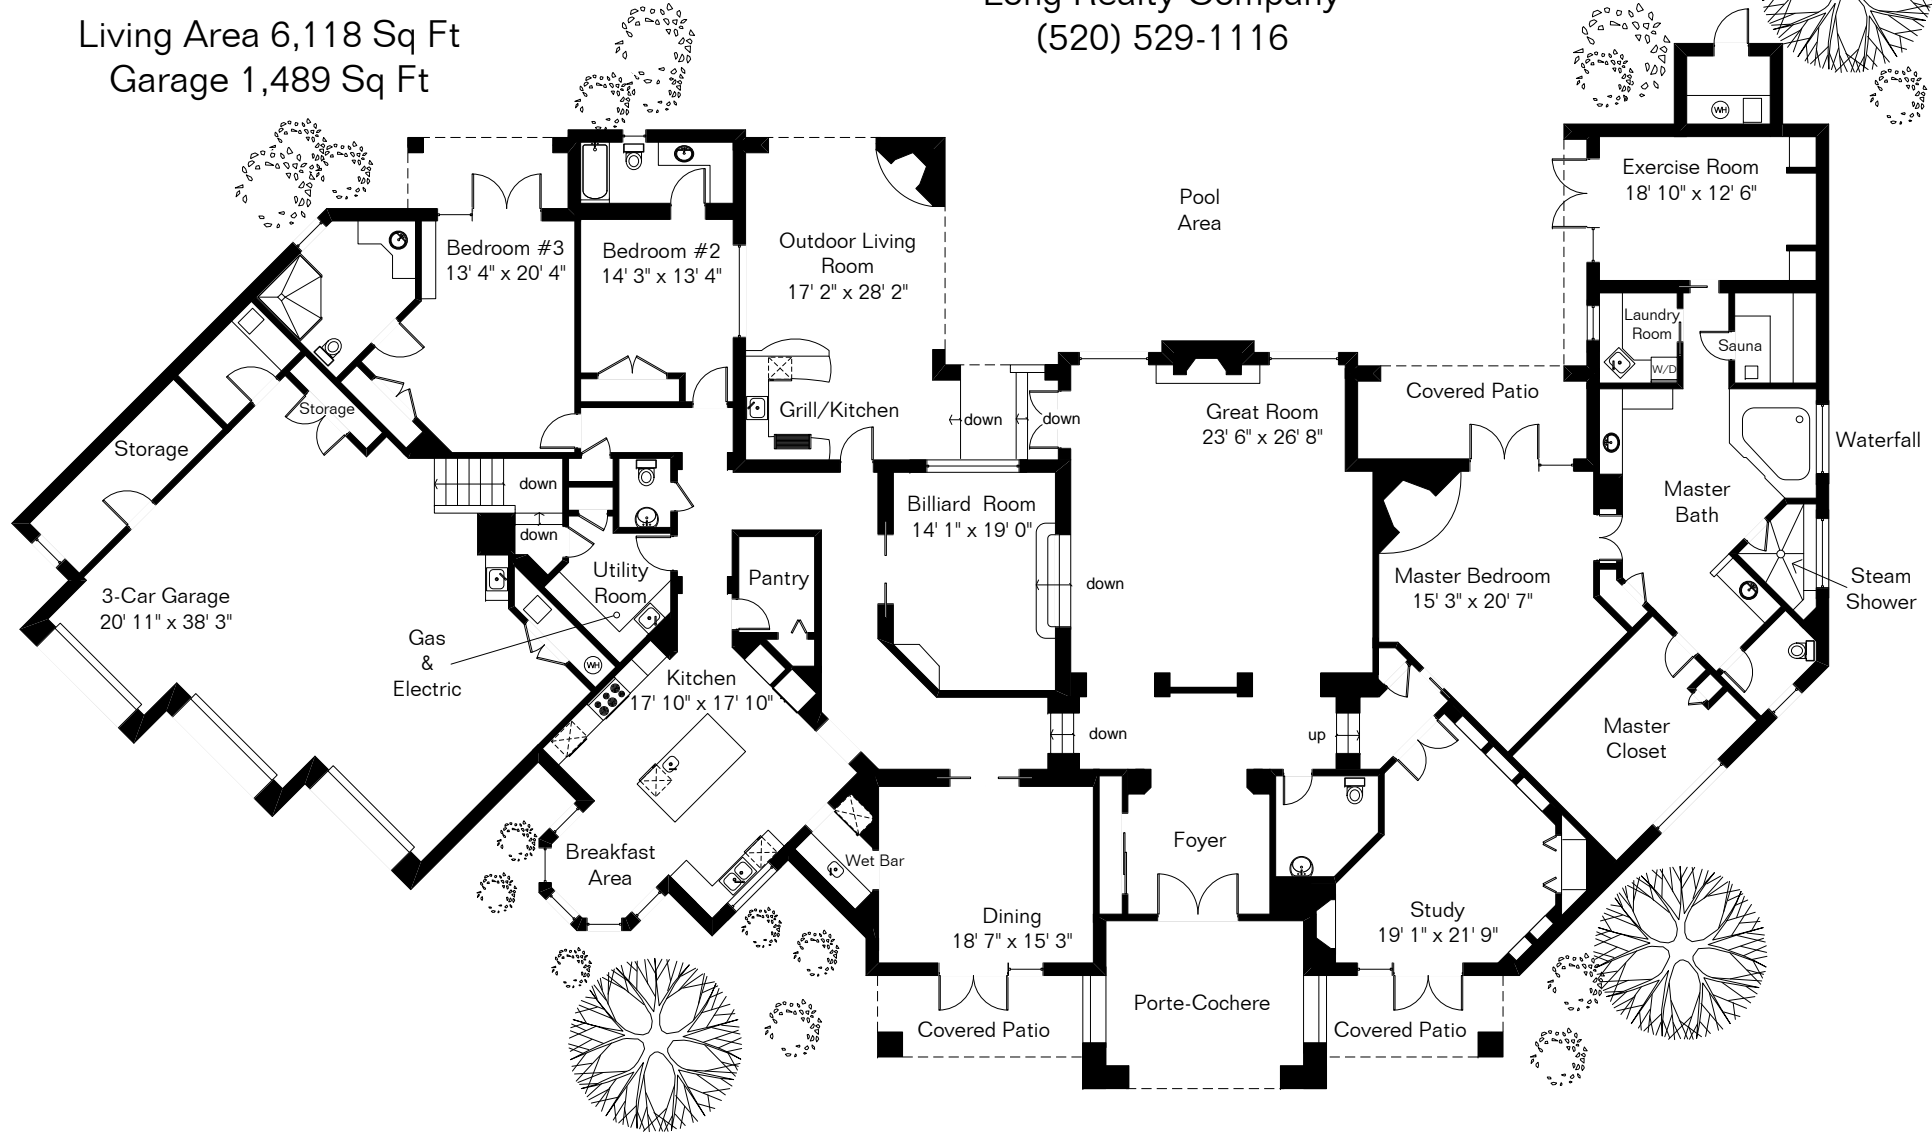 Living Area 6,118 Sq Ft
Garage 1,489 Sq Ft
Long Realty Company
(520) 529-1116
WH
Exercise Room
18' 10" x 12' 6"
Pool
Area
Bedroom #3
13' 4" x 20' 4"
Bedroom #2
14' 3" x 13' 4"
Outdoor Living
Room
17' 2" x 28' 2"
Laundry
Room
Sauna
W/D
Grill/Kitchen
down
down
Great Room
23' 6" x 26' 8"
Covered Patio
Storage
Storage
Waterfall
down
down
Billiard Room
14' 1" x 19' 0"
Master
Bath
Utility
Room
Pantry
down
Master Bedroom
15' 3" x 20' 7"
Steam
Shower
3-Car Garage
20' 11" x 38' 3"
Gas
&
Electric
WH
Kitchen
17' 10" x 17' 10"
down
up
Master
Closet
Breakfast
Area
Wet Bar
Foyer
Dining
18' 7" x 15' 3"
Study
19' 1" x 21' 9"
Porte-Cochere
Covered Patio
Covered Patio